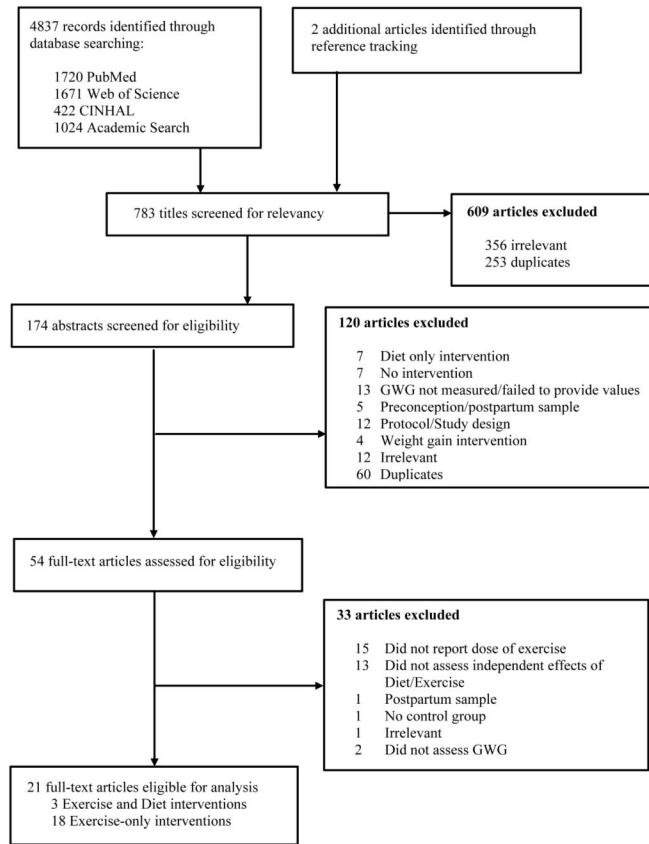 4837 records identified through
database searching:
1720 PubMed
1671 Web of Science
422 CINHAL
1024 Academic Search
2 additional articles identified through
reference tracking
783 titles screened for relevancy
609 articles excluded
356 irrelevant
253 duplicates
174 abstracts screened for eligibility
120 articles excluded
7 Diet only intervention
7 No intervention
13 GWG not measured/failed to provide values
5 Preconception/postpartum sample
12 Protocol/Study design
4 Weight gain intervention
12 Irrelevant
60 Duplicates
54 full-text articles assessed for eligibility
33 articles excluded
15 Did not report dose of exercise
13 Did not assess independent effects of
Diet/Exercise
1 Postpartum sample
1 No control group
1 Irrelevant
2 Did not assess GWG
21 full-text articles eligible for analysis
3 Exercise and Diet interventions
18 Exercise-only interventions